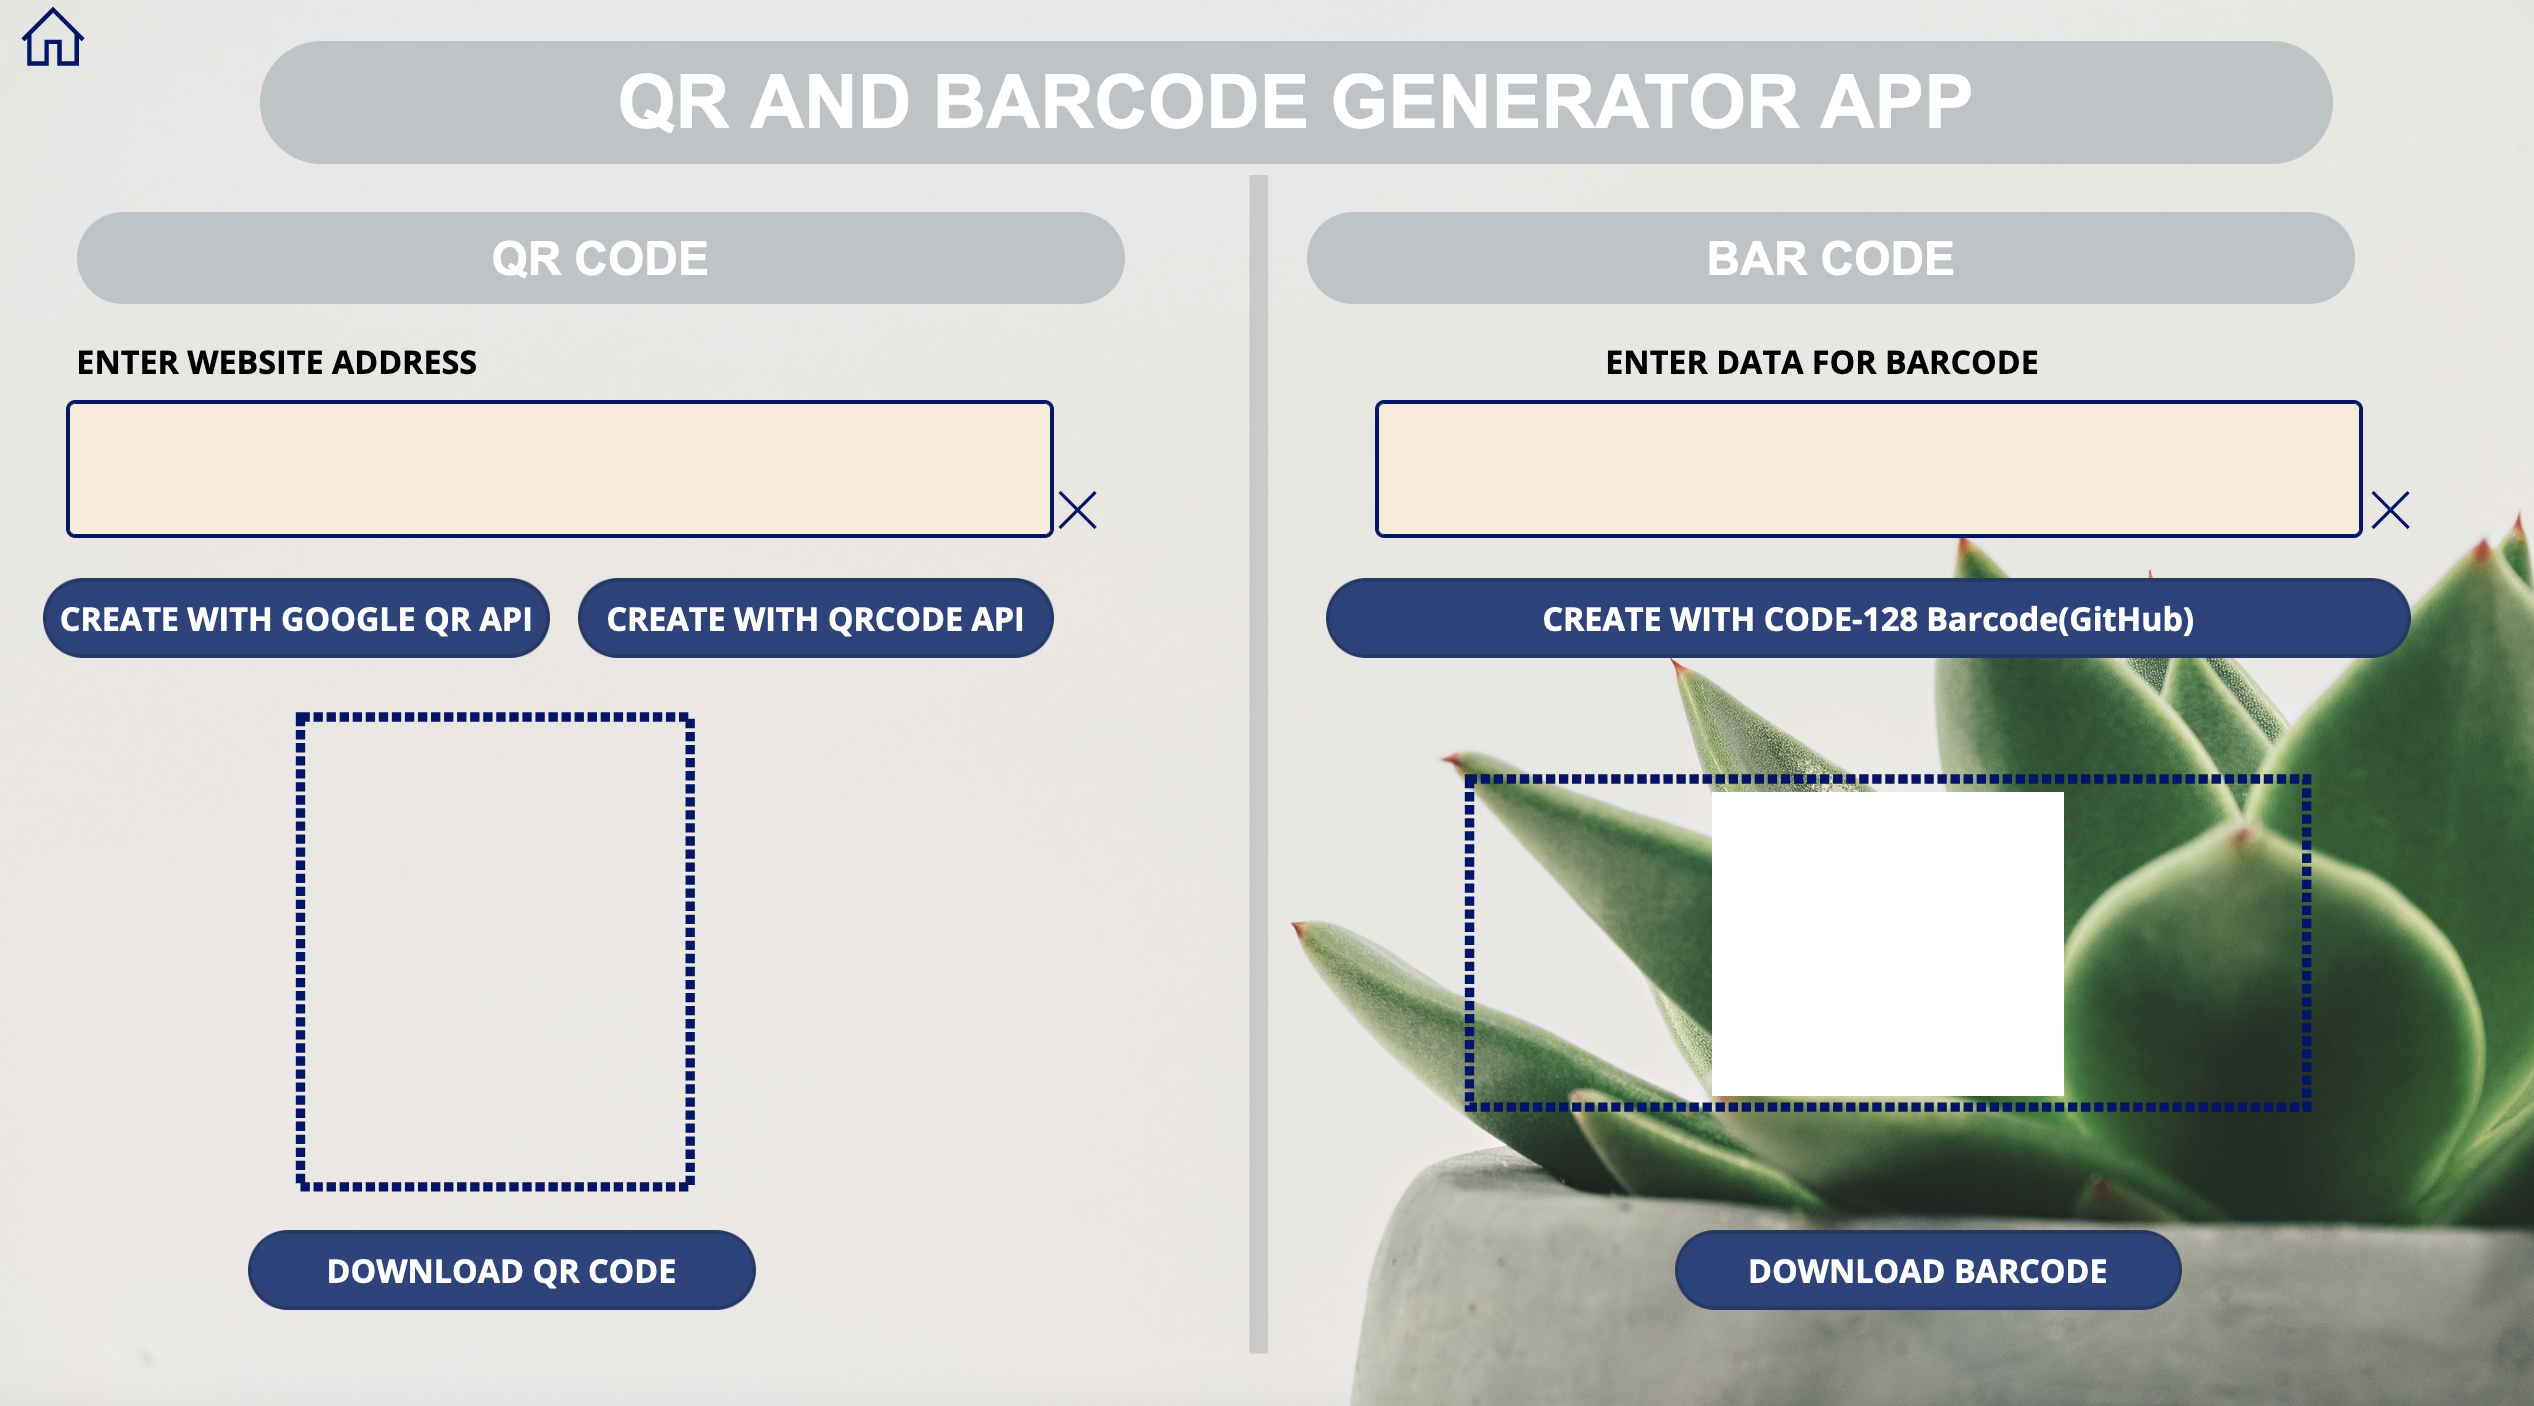 QR AND BARCODE GENERATOR APP
QR CODE
ENTER WEBSITE ADDRESS
CREATE WITH GOOGLE QR API
CREATE WITH QRCODE API
DOWNLOAD QR CODE
BAR CODE
ENTER DATA FOR BARCODE
CREATE WITH CODE-128 Barcode(GitHub)
DOWNLOAD BARCODE